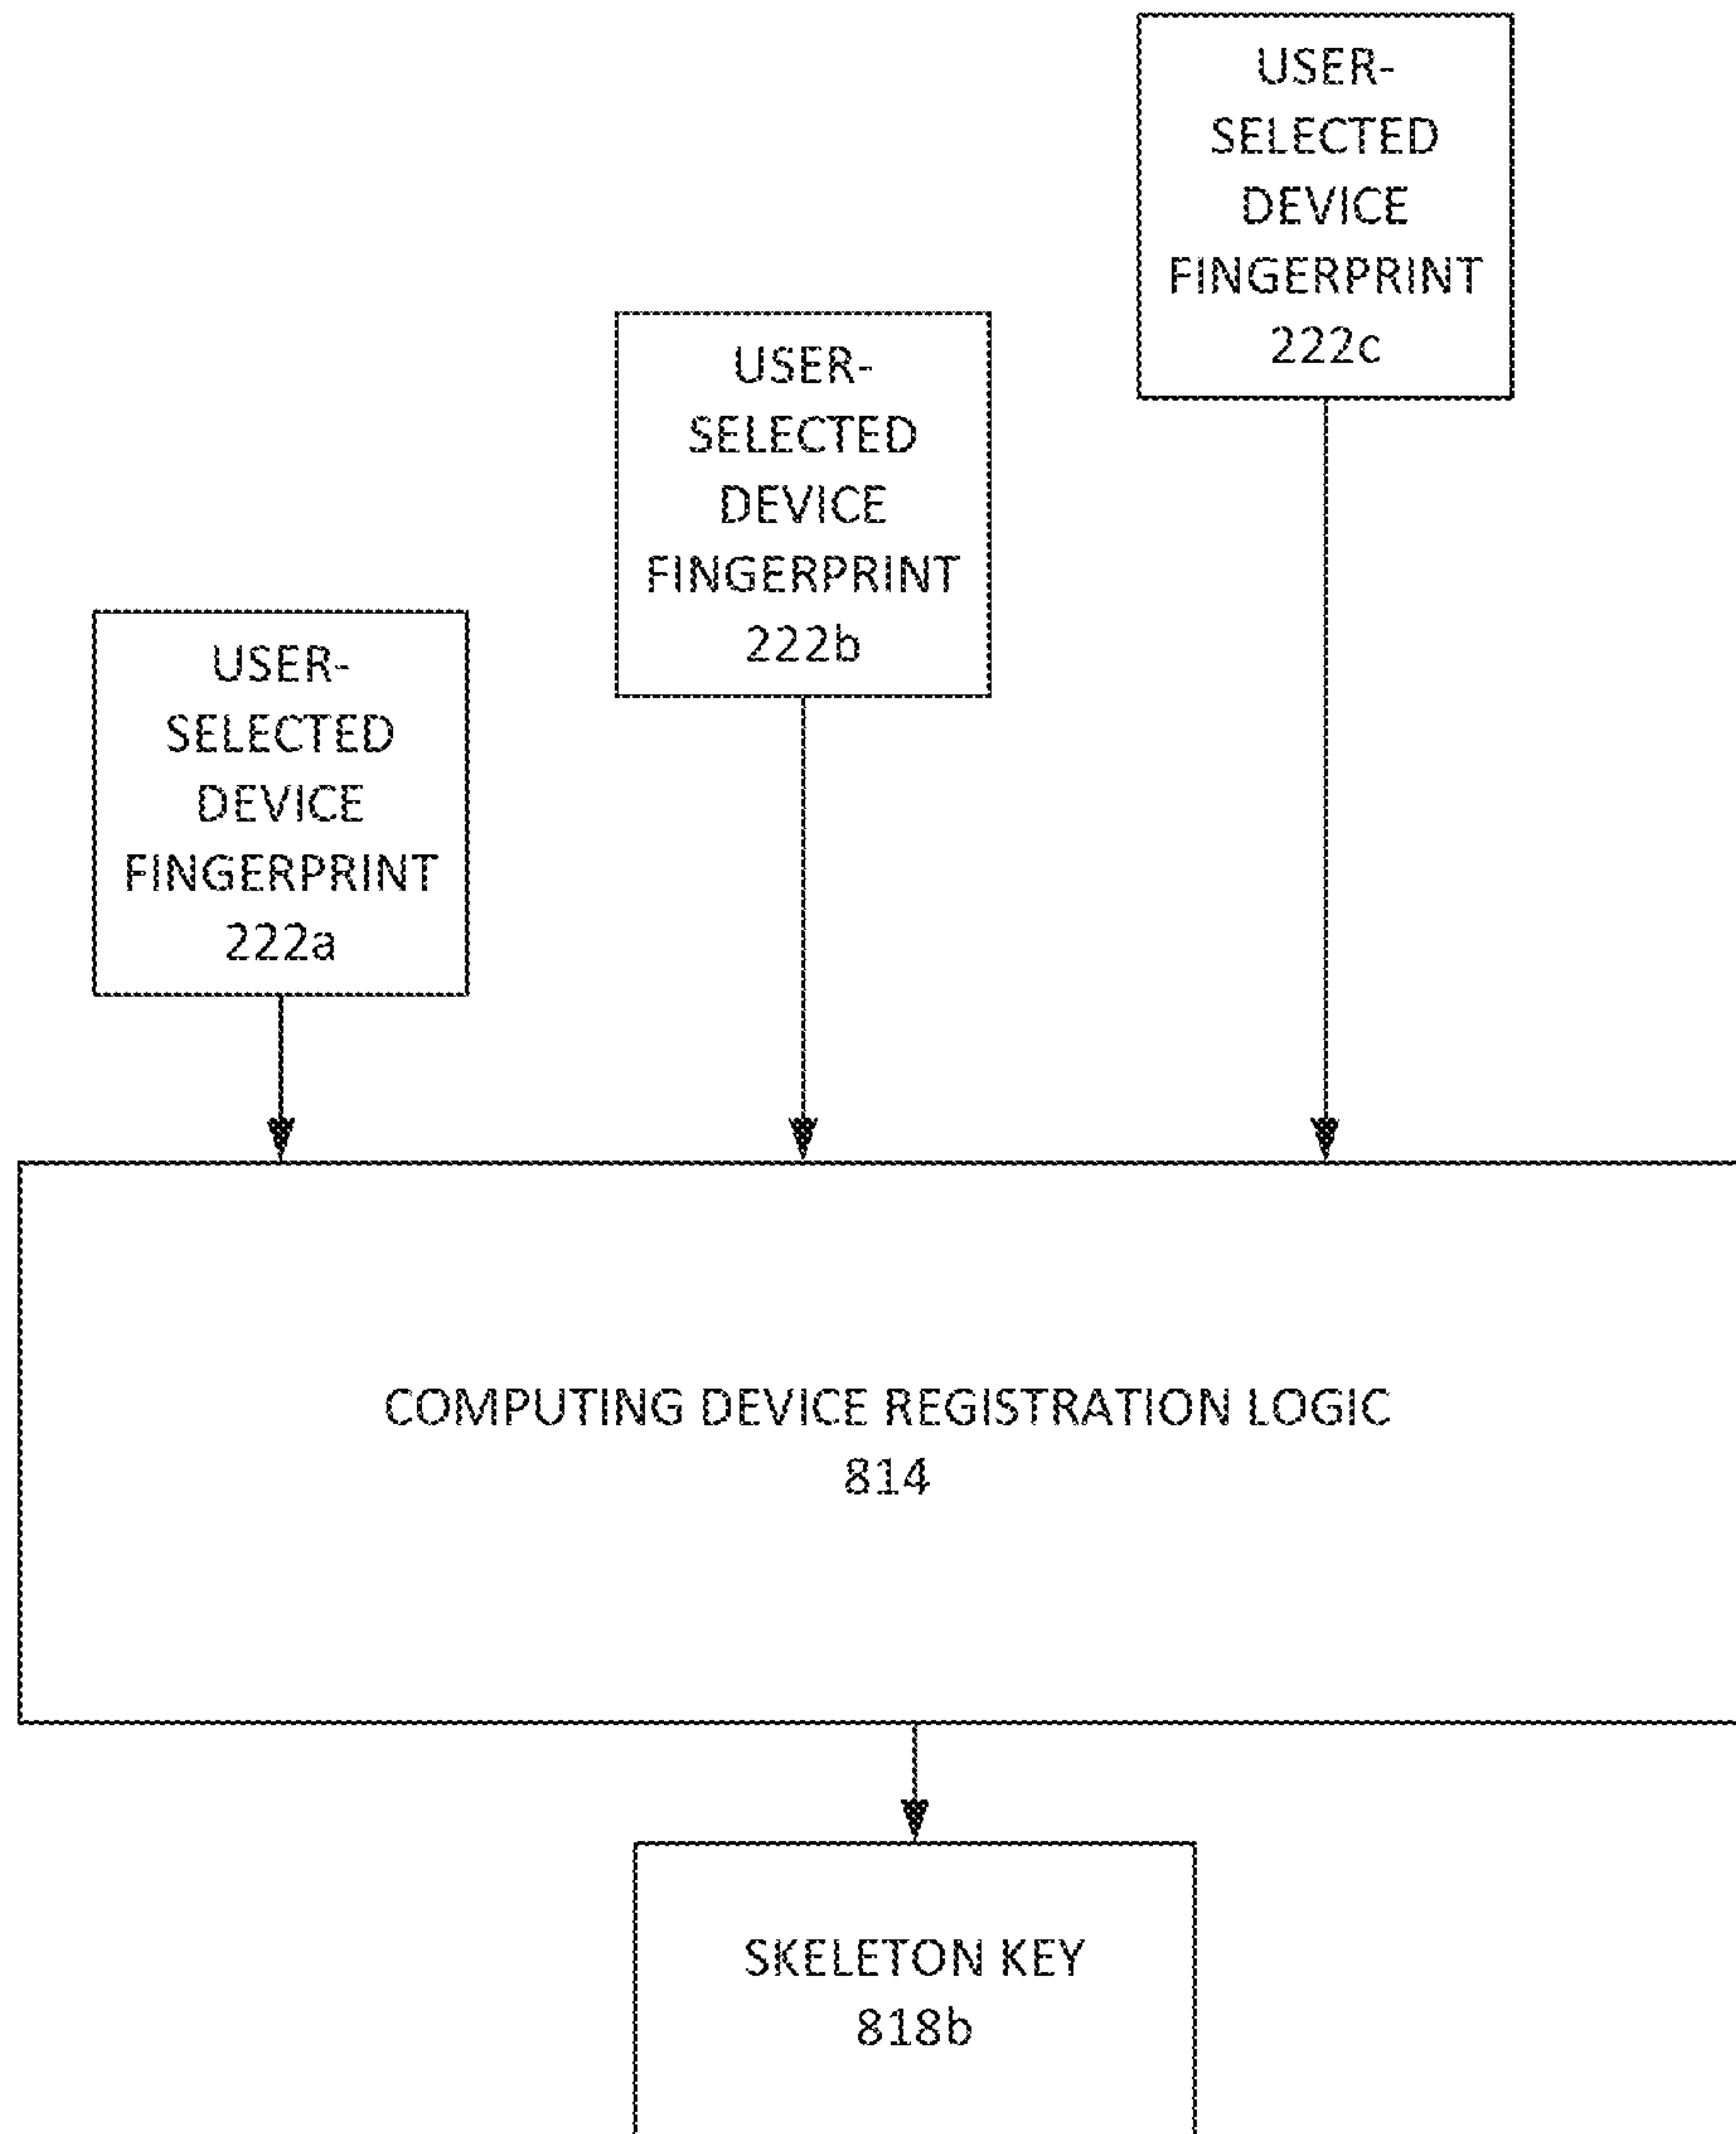 USER-
SELECTED
DEVICE
FINGERPRINT
222c
USER-
SELECTED
DEVICE
FINGERPRINT
222b
USER-
SELECTED
DEVICE
FINGERPRINT
222a
COMPUTING DEVICE REGISTRATION LOGIC
814
SKELETON KEY
818b